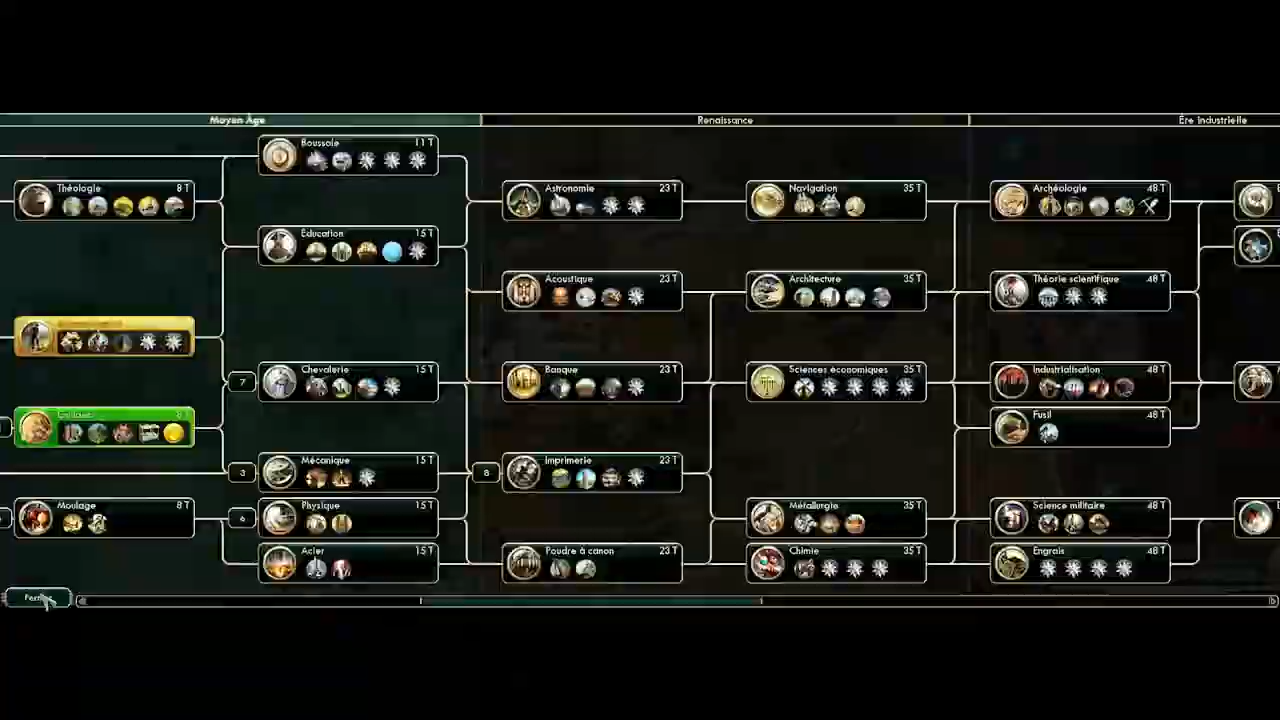 Moyen Âge
Renaissance
Ère Industrielle
Boussole 11 T
Théologie 8 T
Astronomie 23 T
Navigation 35 T
Archéologie 48 T
Éducation 15 T
Acoustique 23 T
Architecture 35 T
Théorie scientifique 48 T
7
Chevalerie 15 T
Banque 23 T
Sciences économiques 35 T
Industrialisation 48 T
Fusil 48 T
3
Mécanique 15 T
8
Imprimerie 23 T
Moulage 8 T
6
Physique 15 T
Métallurgie 35 T
Science militaire 48 T
Acier 15 T
Poudre à canon 23 T
Chimie 35 T
Engrais 48 T